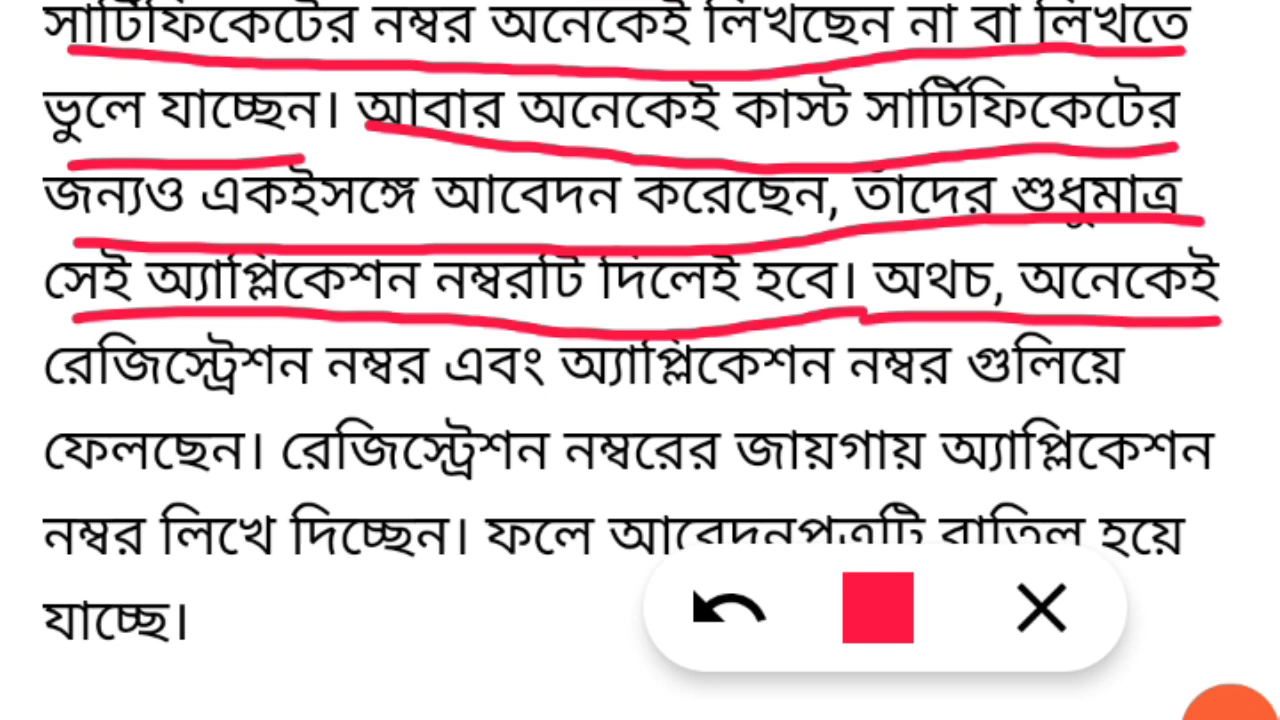 সার্টিফিকেটের নম্বর অনেকেই লিখছেন না বা লিখতে
ভুলে যাচ্ছেন। আবার অনেকেই কাস্ট সার্টিফিকেটের
জন্যও একইসঙ্গে আবেদন করেছেন, তাঁদের শুধুমাত্র
সেই অ্যাপ্লিকেশন নম্বরটি দিলেই হবে। অথচ, অনেকেই
রেজিস্ট্রেশন নম্বর এবং অ্যাপ্লিকেশন নম্বর গুলিয়ে
ফেলছেন। রেজিস্ট্রেশন নম্বরের জায়গায় অ্যাপ্লিকেশন
নম্বর লিখে দিচ্ছেন। ফলে আবেদনপত্রটি বাতিল হয়ে
যাচ্ছে।